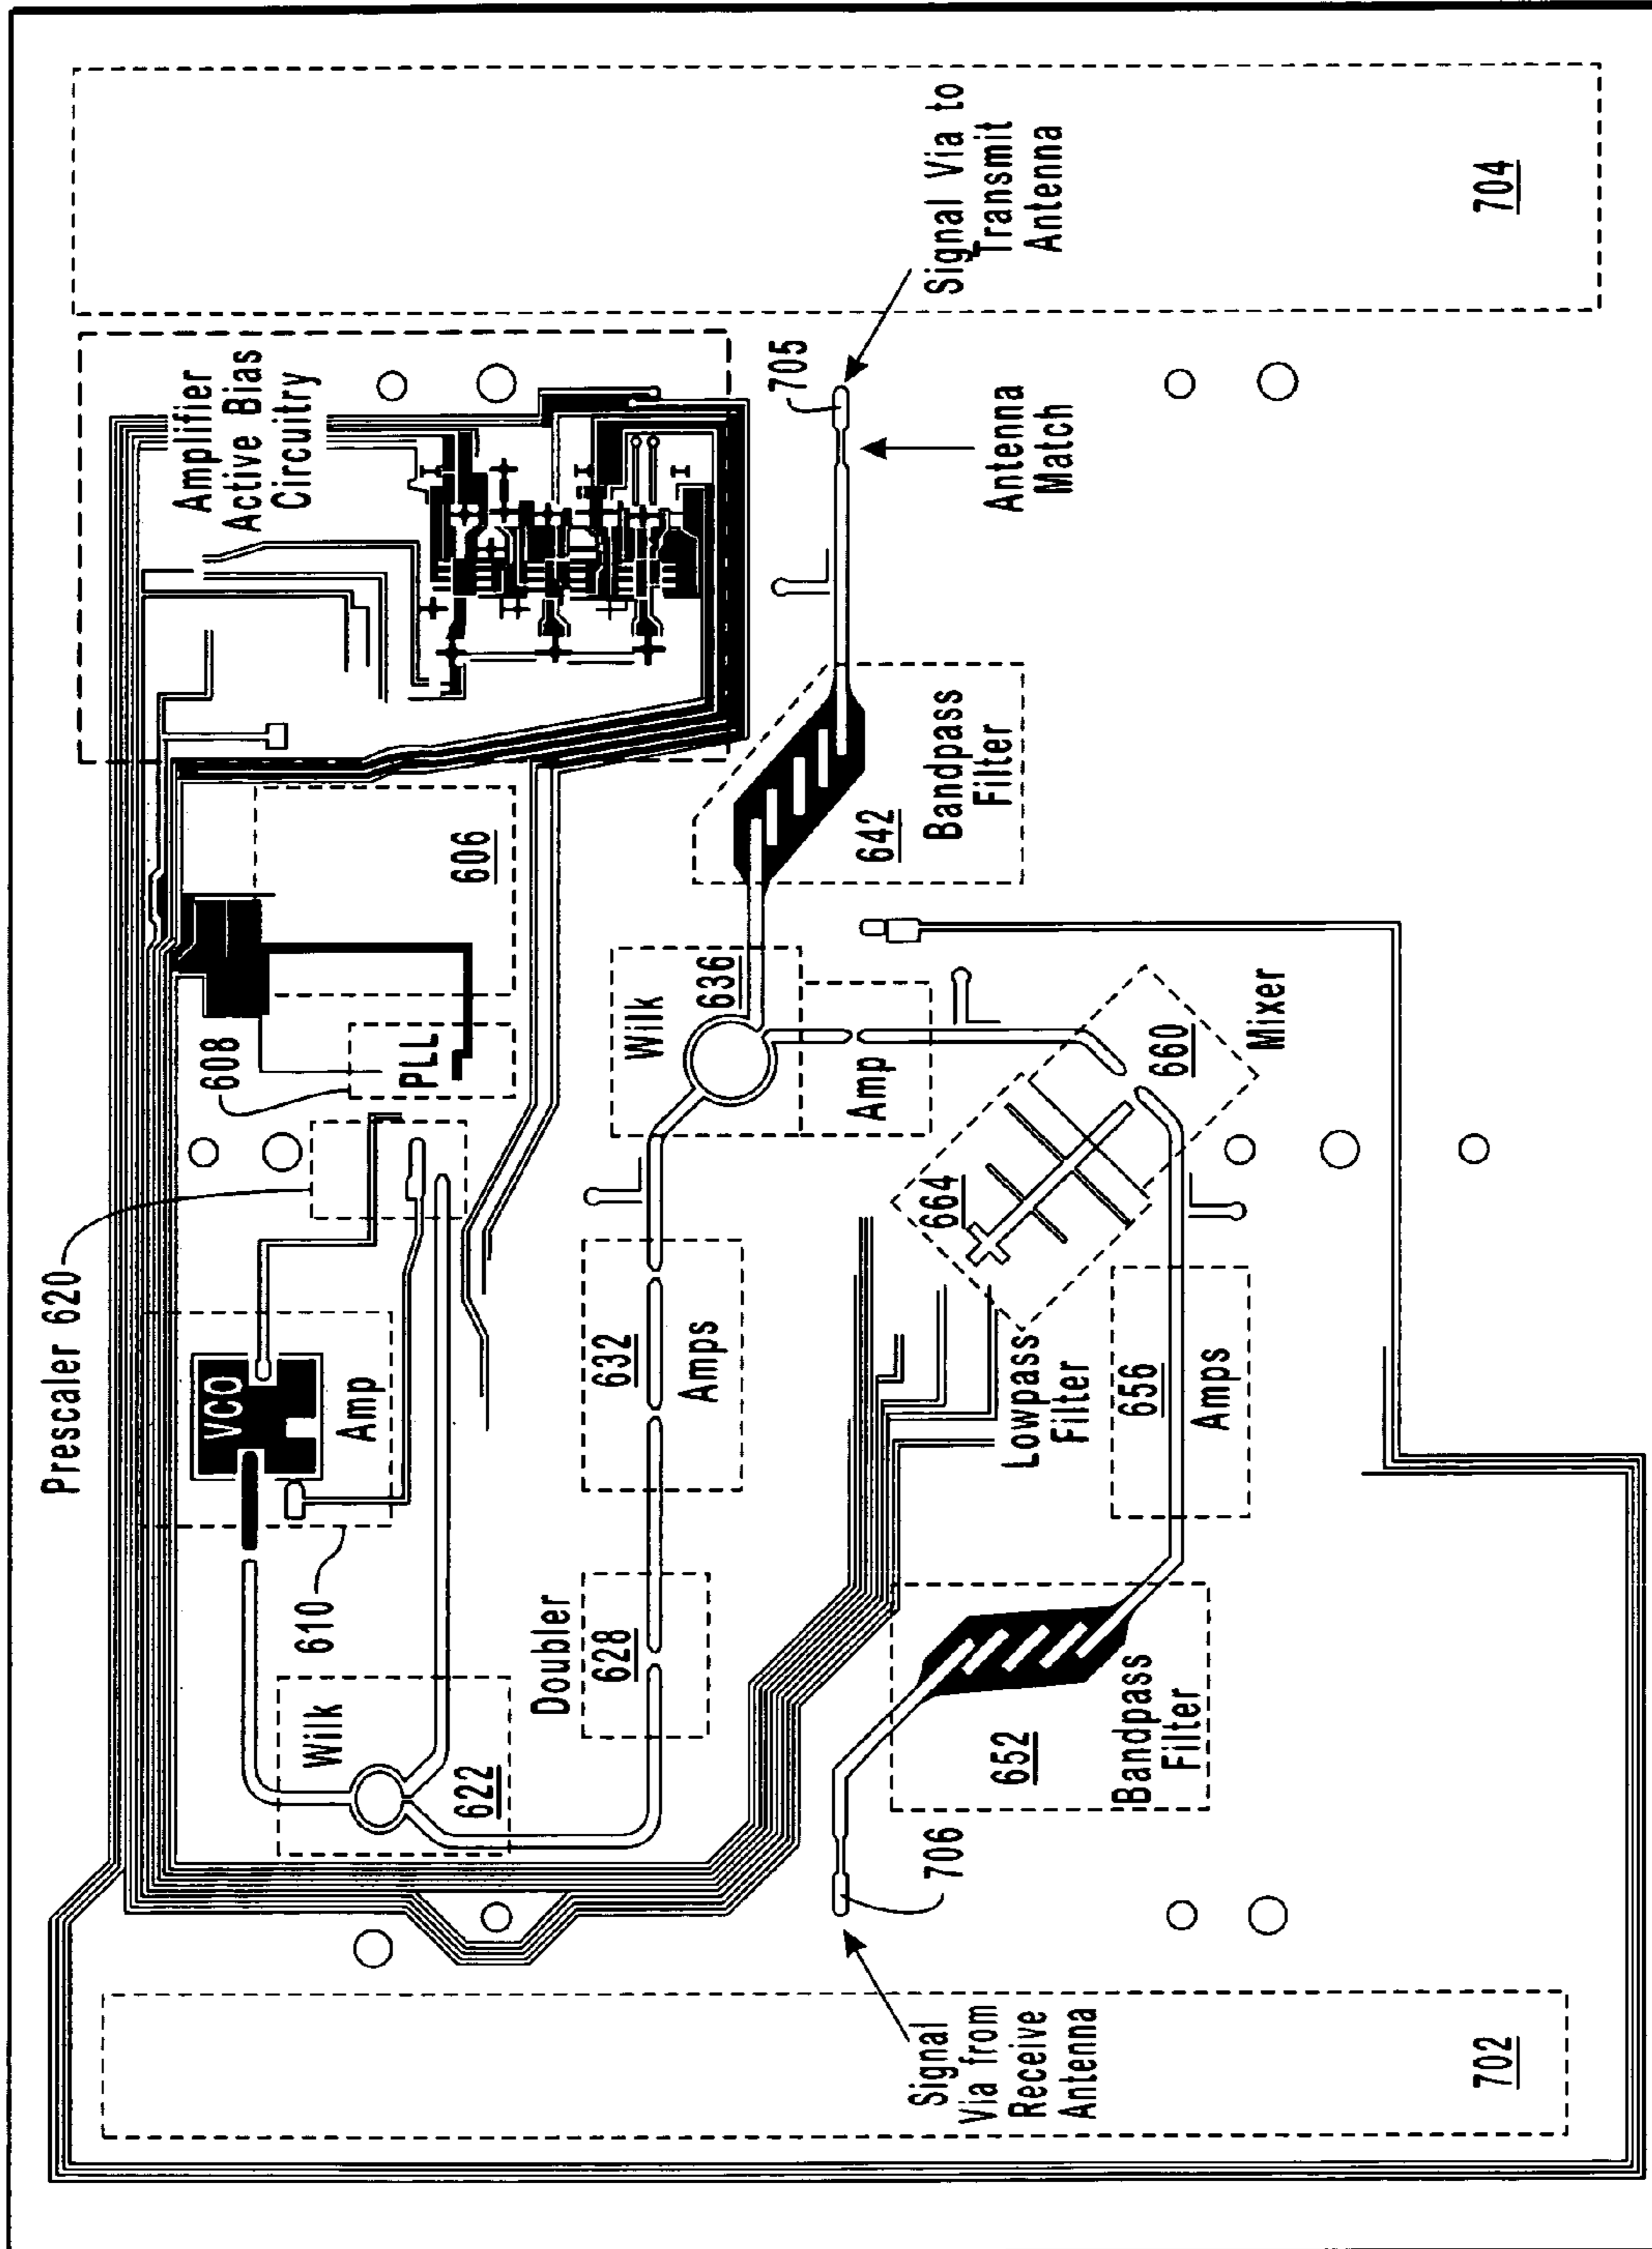 Prescaler 620
Amplifier
Active Bias
Circuitry
VCO
Amp
610
608
PLL
606
Wilk
622
Doubler
628
632
Amps
Wilk
636
Amp
642
Bandpass
Filter
705
Signal Via to
Transmit
Antenna
Antenna
Match
704
Signal
Via from
Receive
Antenna
706
652
Bandpass
Filter
Lowpass
Filter
664
656
Amps
660
Mixer
702